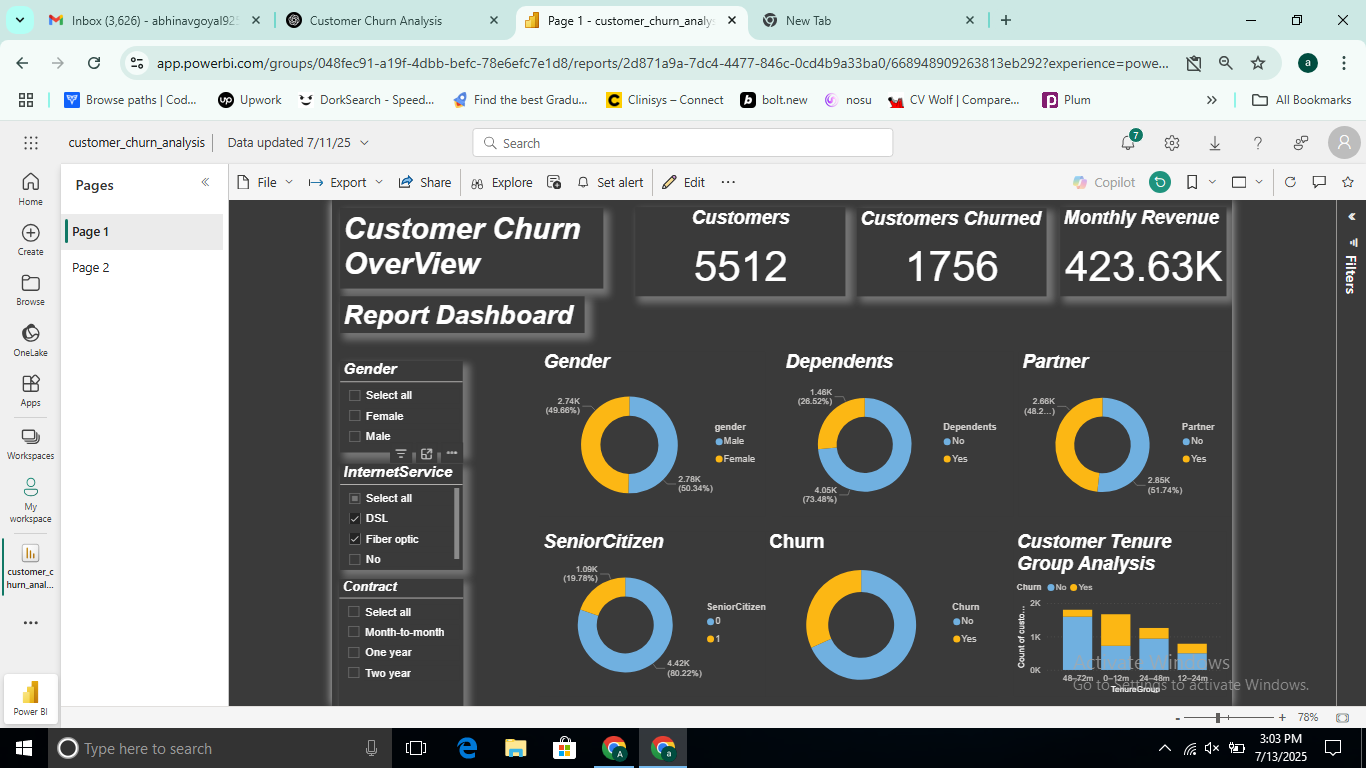 Inbox (3,626) - abhinavgoyal925
Customer Churn Analysis
Page 1 - customer_churn_analys
New Tab
app.powerbi.com/groups/048fec91-a19f-4dbb-befc-78e6efc7e1d8/reports/2d871a9a-7dc4-4477-846c-0cd4b9a33ba0/668948909263813eb292?experience=powe...
a
Browse paths | Cod...
up Upwork
DorkSearch - Speed...
Find the best Gradu...
Clinisys – Connect
bolt.new
nosu
CV Wolf | Compare...
Plum
All Bookmarks
customer_churn_analysis
Data updated 7/11/25
Search
7
Home
Create
Browse
OneLake
Apps
Workspaces
My
workspace
customer_c
hurn_anal...
Power BI
Pages
Page 1
Page 2
File
Export
Share
Explore
Set alert
Edit
Copilot
Filters
Customer Churn
OverView
Report Dashboard
Customers
5512
Customers Churned
1756
Monthly Revenue
423.63K
Gender
Select all
Female
Male
InternetService
Select all
DSL
Fiber optic
No
Contract
Select all
Month-to-month
One year
Two year
Gender
2.74K
(49.66%)
2.78K
(50.34%)
gender
Male
Female
Dependents
1.46K
(26.52%)
4.05K
(73.48%)
Dependents
No
Yes
Partner
2.66K
(48.2...)
2.85K
(51.74%)
Partner
No
Yes
SeniorCitizen
1.09K
(19.78%)
4.42K
(80.22%)
SeniorCitizen
0
1
Churn
Churn
No
Yes
Customer Tenure
Group Analysis
Churn No Yes
Count of custo...
2K
1K
0K
48–72m 0–12m 24–48m 12–24m
TenureGroup
Activate Windows
Go to Settings to activate Windows.
- + 78%
Type here to search
3:03 PM
7/13/2025